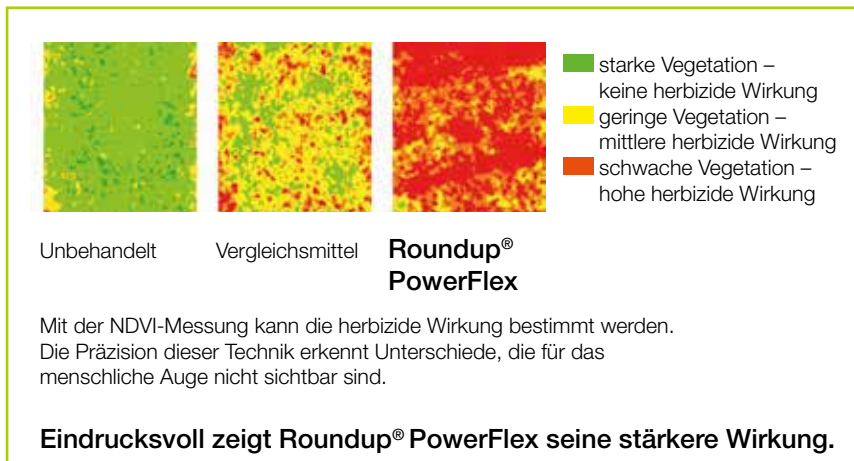 starke Vegetation –
keine herbizide Wirkung
geringe Vegetation –
mittlere herbizide Wirkung
schwache Vegetation –
hohe herbizide Wirkung
Unbehandelt
Vergleichsmittel
Roundup®
PowerFlex
Mit der NDVI-Messung kann die herbizide Wirkung bestimmt werden.
Die Präzision dieser Technik erkennt Unterschiede, die für das
menschliche Auge nicht sichtbar sind.
Eindrucksvoll zeigt Roundup® PowerFlex seine stärkere Wirkung.